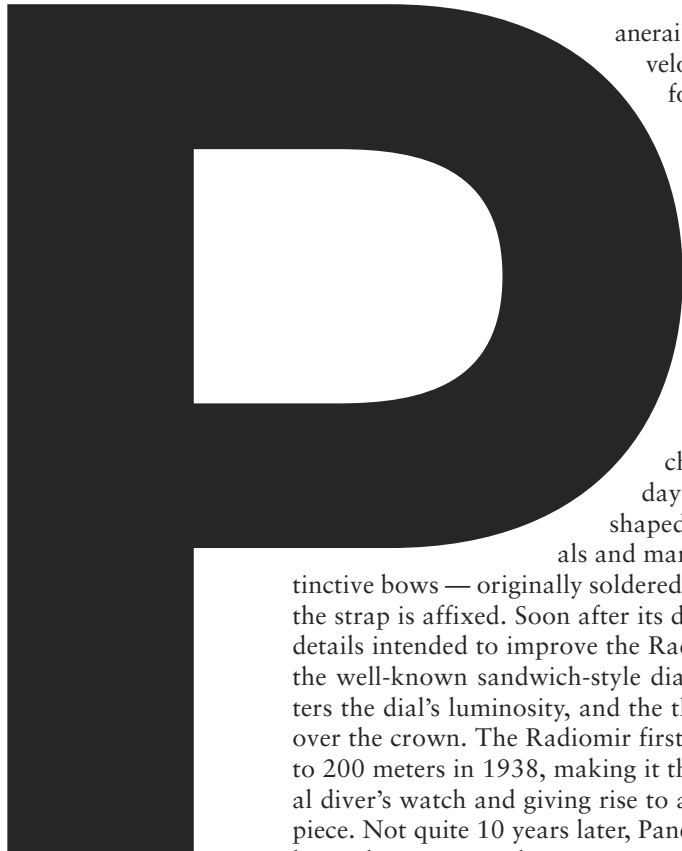 P
anerai
velo
fo
ch
day
shaped
als and mar
tinctive bows — originally soldered
the strap is affixed. Soon after its d
details intended to improve the Rad
the well-known sandwich-style dia
ters the dial’s luminosity, and the t
over the crown. The Radiomir first
to 200 meters in 1938, making it th
al diver’s watch and giving rise to a
piece. Not quite 10 years later, Pane